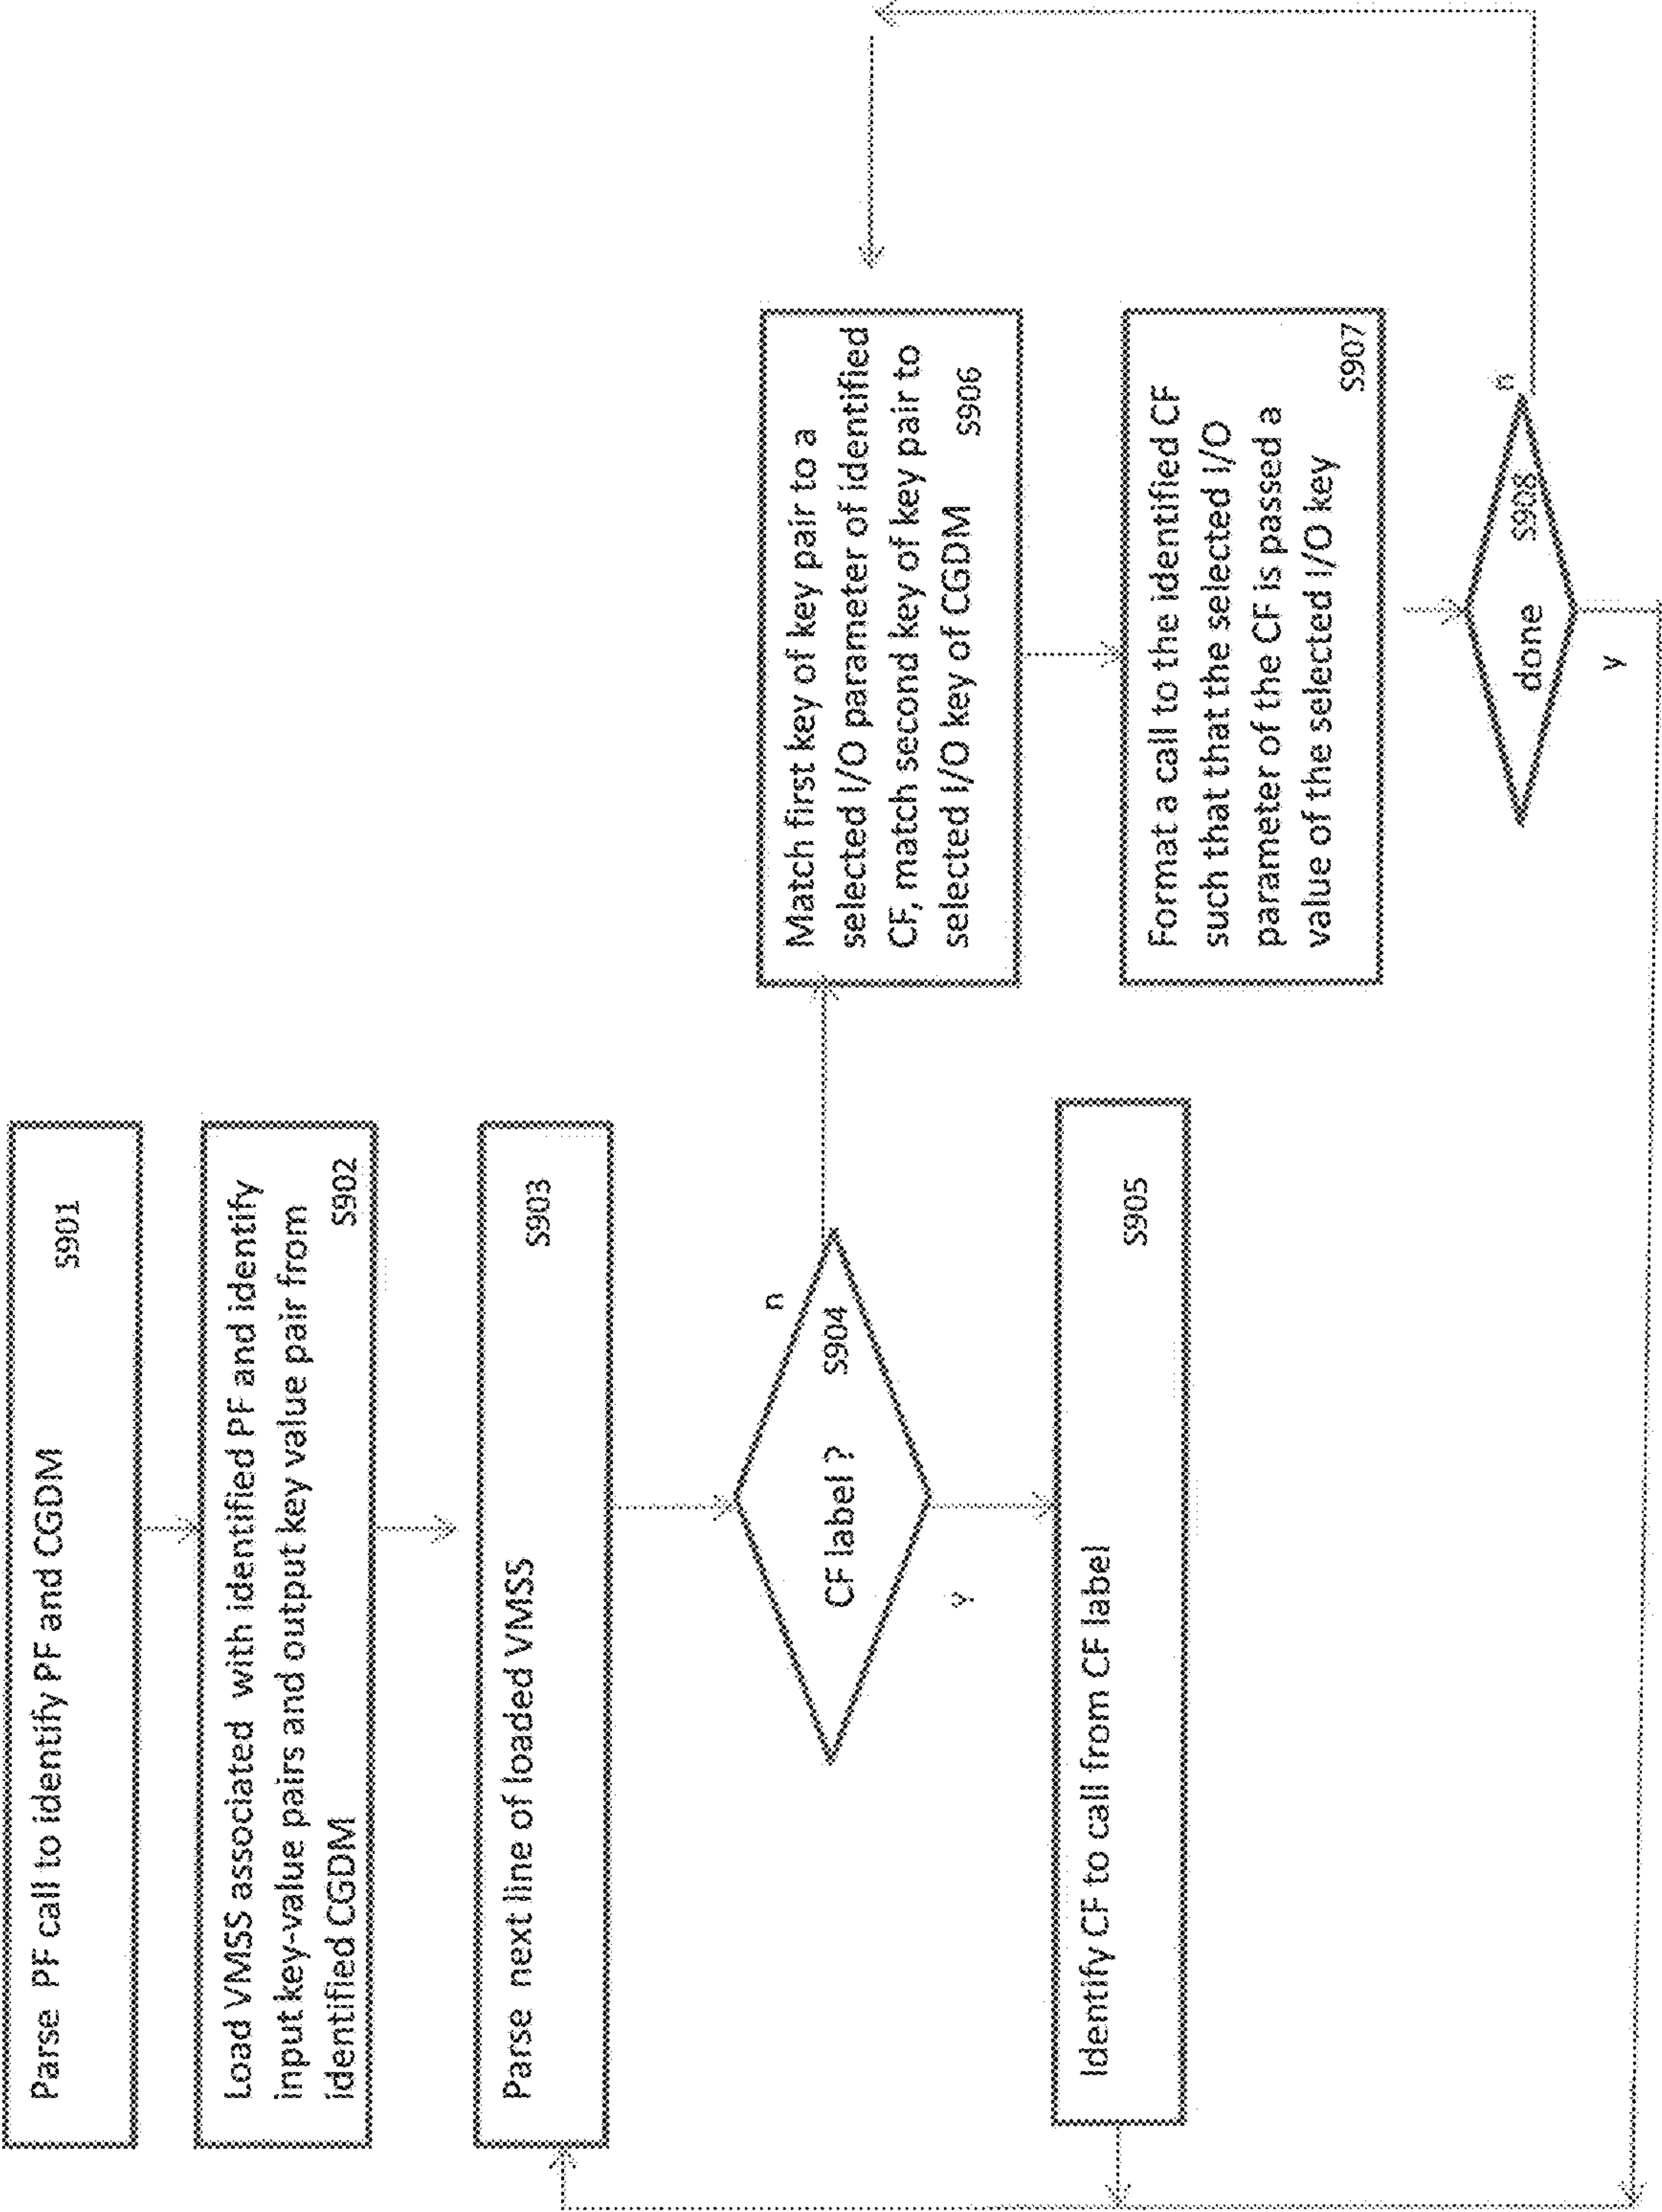 Parse PF call to identify PF and CGDM
S901
Load VMSS associated with identified PF and identify
input key-value pairs and output key value pair from
identified CGDM
S902
Parse next line of loaded VMSS
S903
CF label ?
S904
n
y
Identify CF to call from CF label
S905
Match first key of key pair to a
selected I/O parameter of identified
CF, match second key of key pair to
selected I/O key of CGDM
S906
Format a call to the identified CF
such that that the selected I/O
parameter of the CF is passed a
value of the selected I/O key
S907
done
S908
n
y